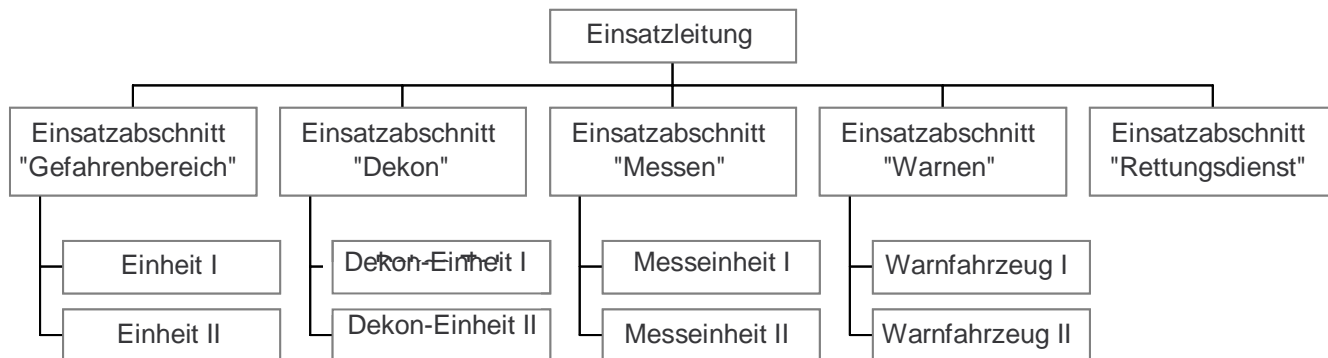 Einsatzleitung
Einsatzabschnitt
"Gefahrenbereich"
Einsatzabschnitt
"Dekon"
Einsatzabschnitt
"Messen"
Einsatzabschnitt
"Warnen"
Einsatzabschnitt
"Rettungsdienst"
Einheit I
Einheit II
Dekon-Einheit I
Dekon-Einheit II
Messeinheit I
Messeinheit II
Warnfahrzeug I
Warnfahrzeug II